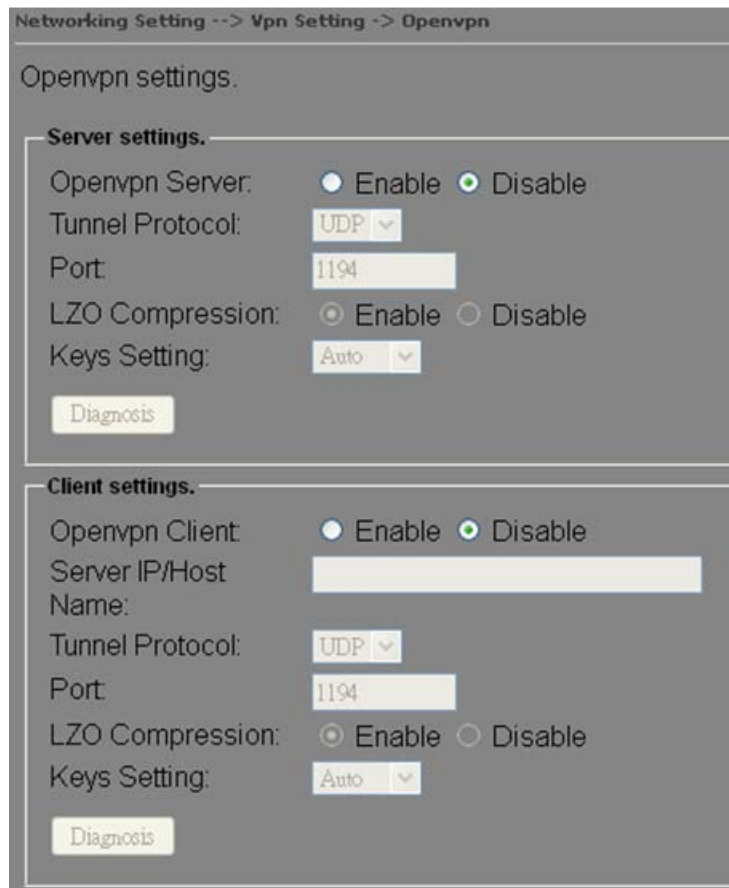 Networking Setting --> Vpn Setting -> Openvpn
Openvpn settings.
Server settings.
Openvpn Server: Enable Disable
Tunnel Protocol: UDP
Port: 1194
LZO Compression: Enable Disable
Keys Setting: Auto
Diagnosis
Client settings.
Openvpn Client: Enable Disable
Server IP/Host
Name:
Tunnel Protocol: UDP
Port: 1194
LZO Compression: Enable Disable
Keys Setting: Auto
Diagnosis